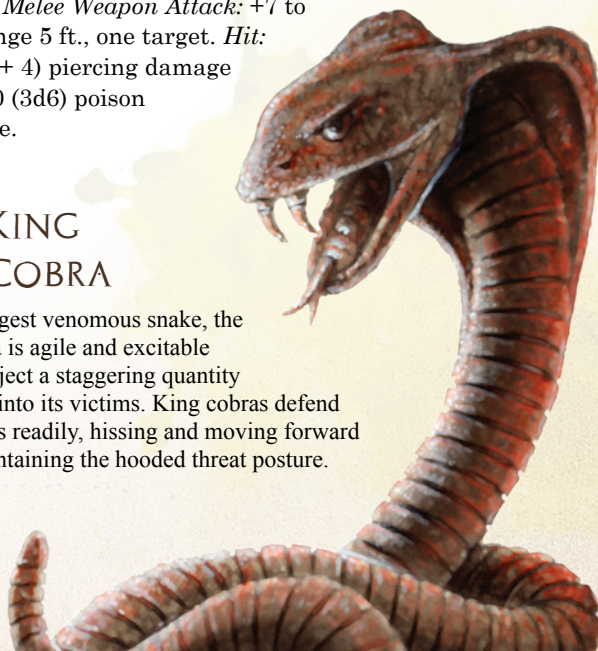 Melee Weapon Attack: +7 to
nge 5 ft., one target. Hit:
+ 4) piercing damage
0 (3d6) poison
e.
KING
COBRA
gest venomous snake, the
is agile and excitable
ject a staggering quantity
into its victims. King cobras defend
s readily, hissing and moving forward
ntaining the hooded threat posture.